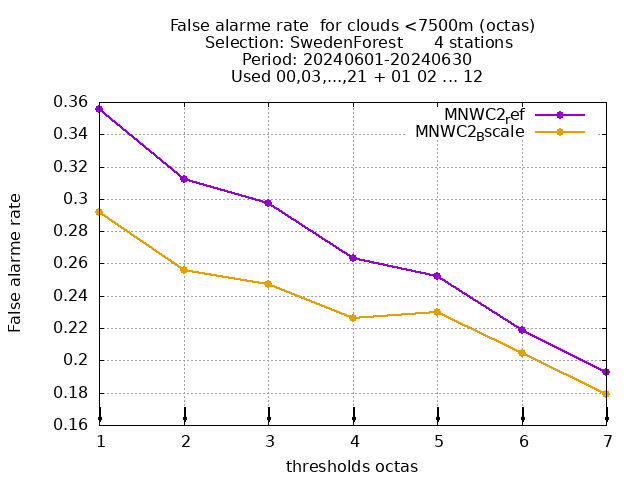 False alarme rate  for clouds <7500m (octas)
Selection: SwedenForest      4 stations
Period: 20240601-20240630
Used 00,03,...,21 + 01 02 ... 12
MNWC2ref
MNWC2Bscale
False alarme rate
0.36
0.34
0.32
0.3
0.28
0.26
0.24
0.22
0.2
0.18
0.16
1 2 3 4 5 6 7
thresholds octas